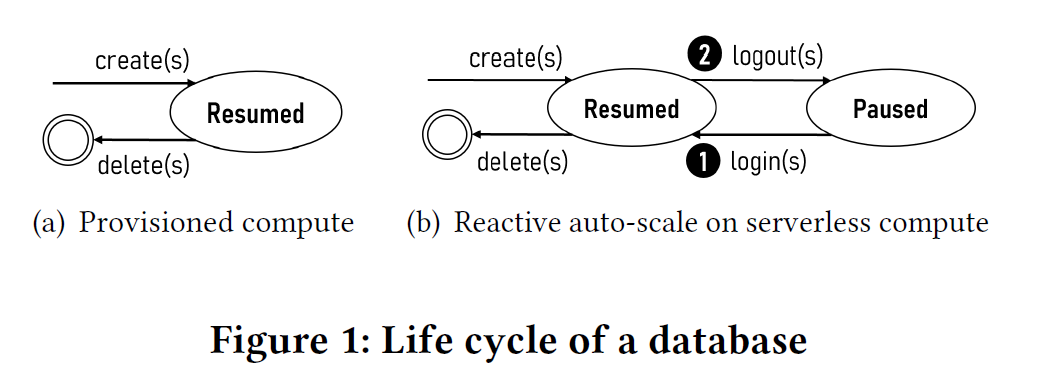 create(s)
Resumed
delete(s)
(a) Provisioned compute
create(s)
2 logout(s)
Resumed
Paused
delete(s)
1 login(s)
(b) Reactive auto-scale on serverless compute
Figure 1: Life cycle of a database